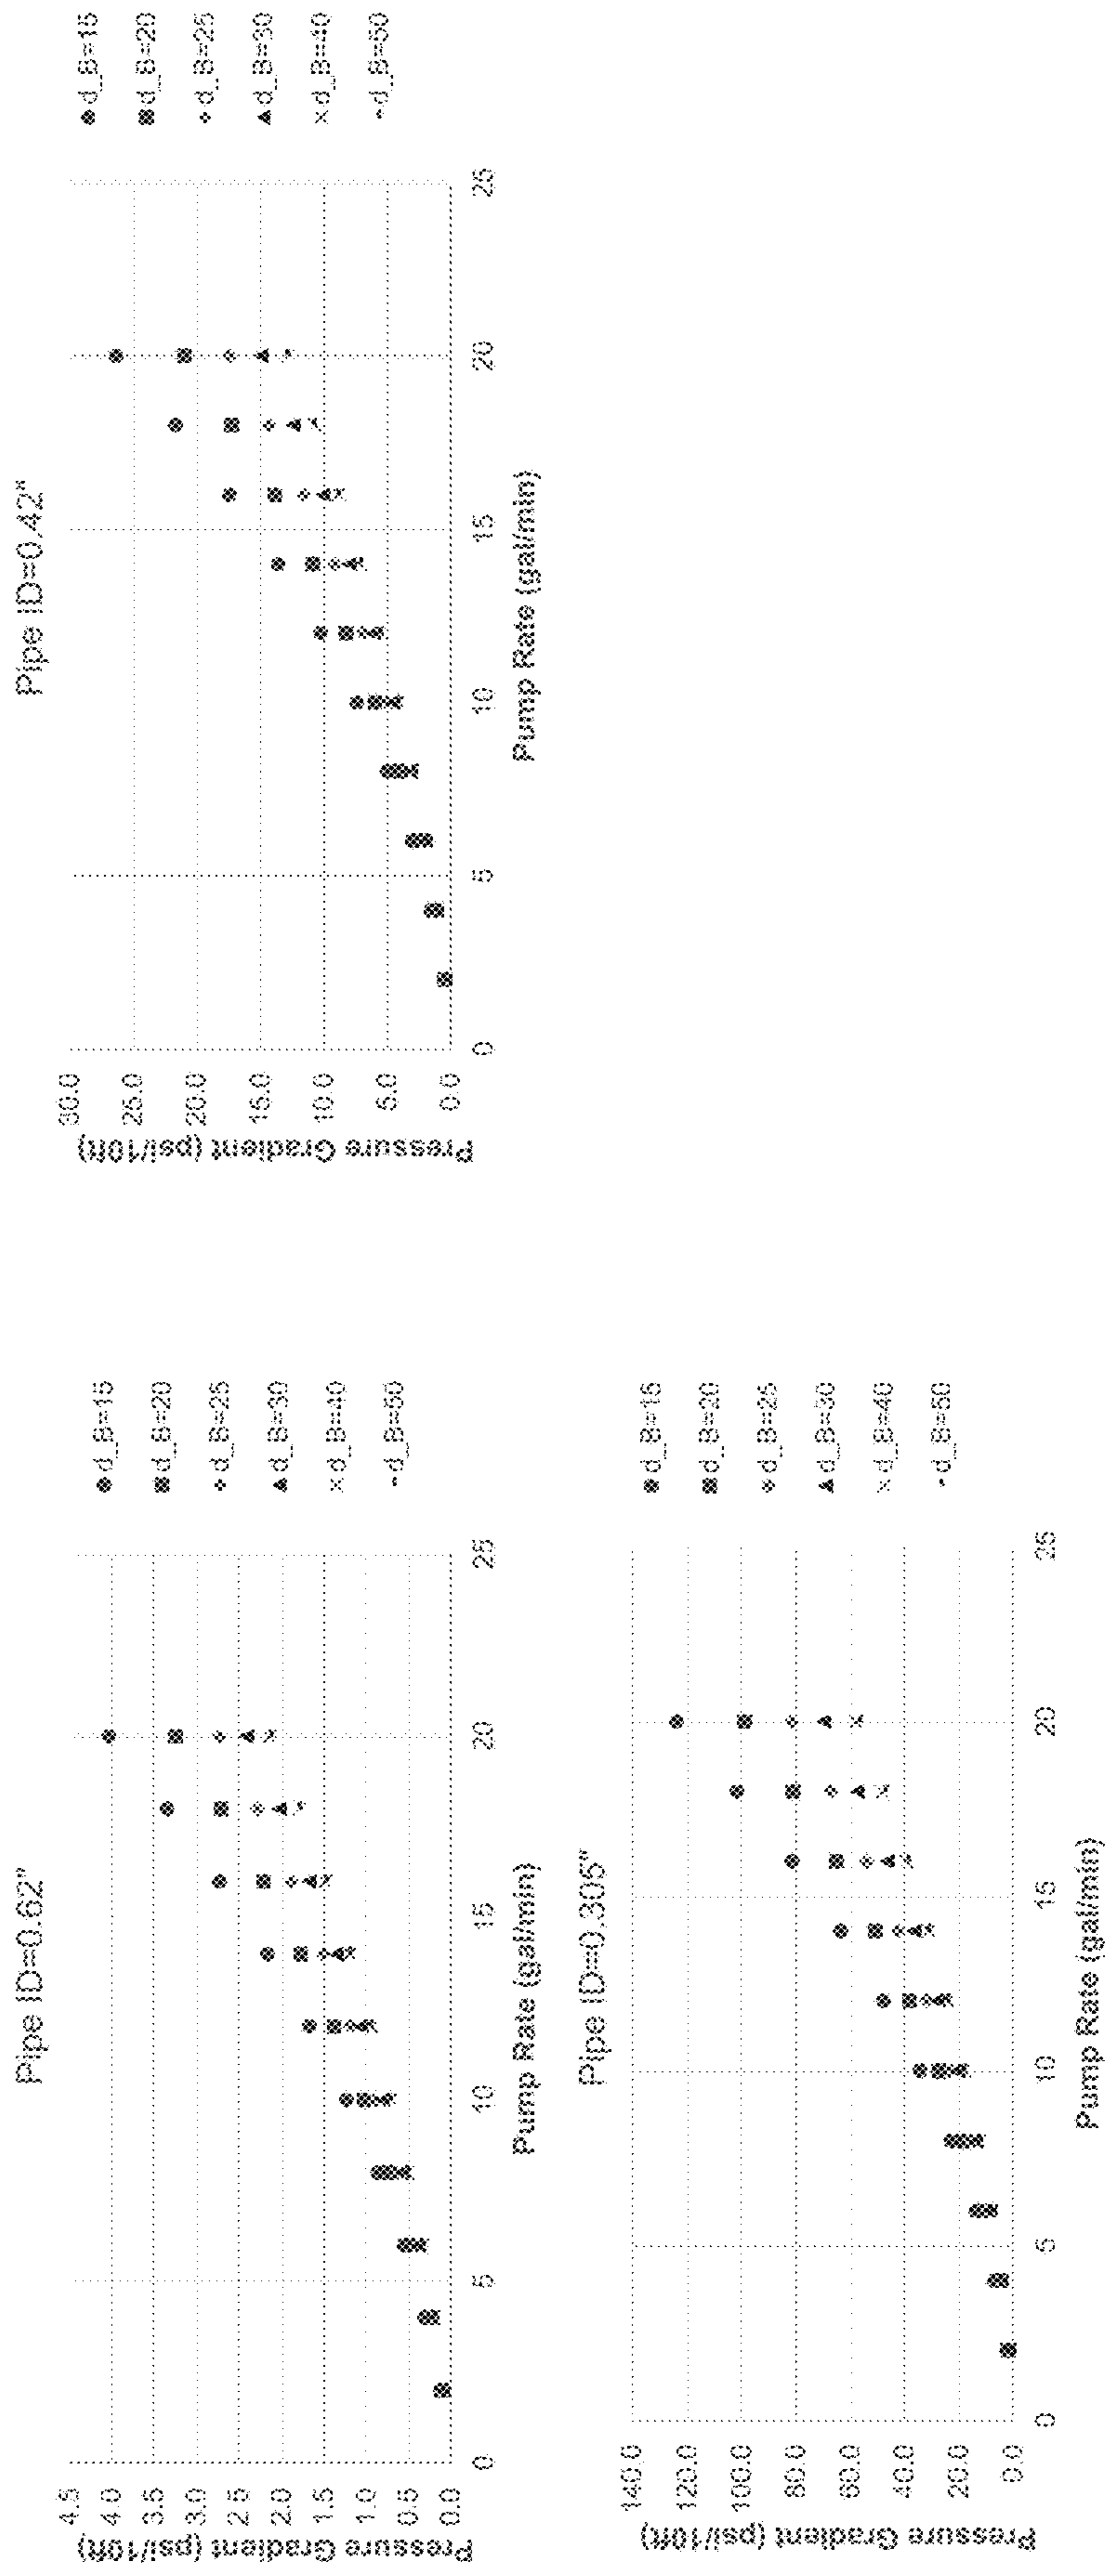 Pipe ID=0.62"
Pressure Gradient (psi/10ft)
4.5
4.0
3.5
3.0
2.5
2.0
1.5
1.0
0.5
0.0
0
5
10
15
20
25
Pump Rate (gal/min)
d_B=15
d_B=20
d_B=25
d_B=30
d_B=40
d_B=50
Pipe ID=0.42"
Pressure Gradient (psi/10ft)
30.0
25.0
20.0
15.0
10.0
5.0
0.0
0
5
10
15
20
25
Pump Rate (gal/min)
d_B=15
d_B=20
d_B=25
d_B=30
d_B=40
d_B=50
Pipe ID=0.305"
Pressure Gradient (psi/10ft)
140.0
120.0
100.0
80.0
60.0
40.0
20.0
0.0
0
5
10
15
20
25
Pump Rate (gal/min)
d_B=15
d_B=20
d_B=25
d_B=30
d_B=40
d_B=50